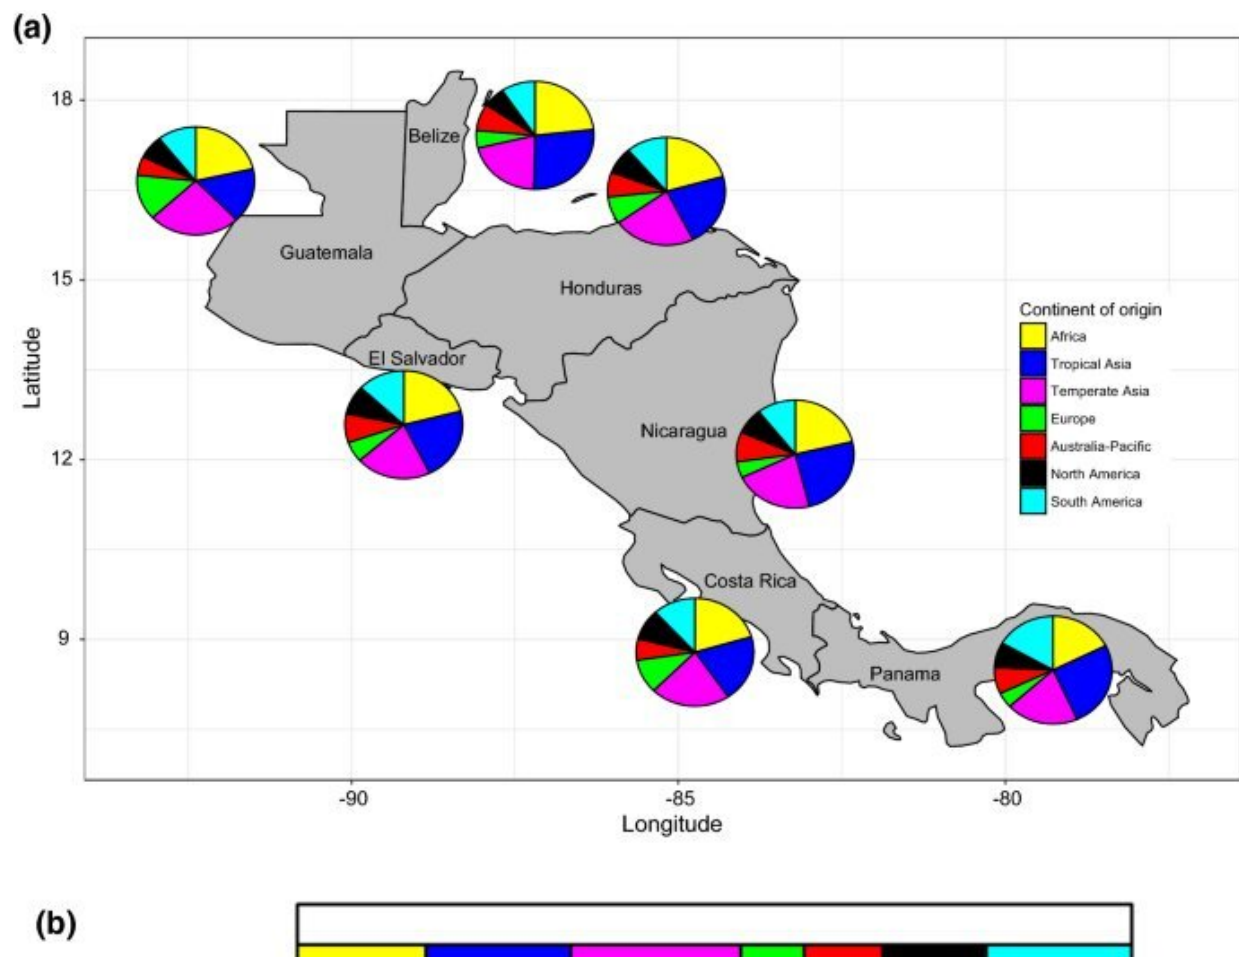 (a)
18
15
12
9
Latitude
Belize
Guatemala
Honduras
El Salvador
Nicaragua
Costa Rica
Panama
Continent of origin
Africa
Tropical Asia
Temperate Asia
Europe
Australia-Pacific
North America
South America
-90
-85
-80
Longitude
(b)